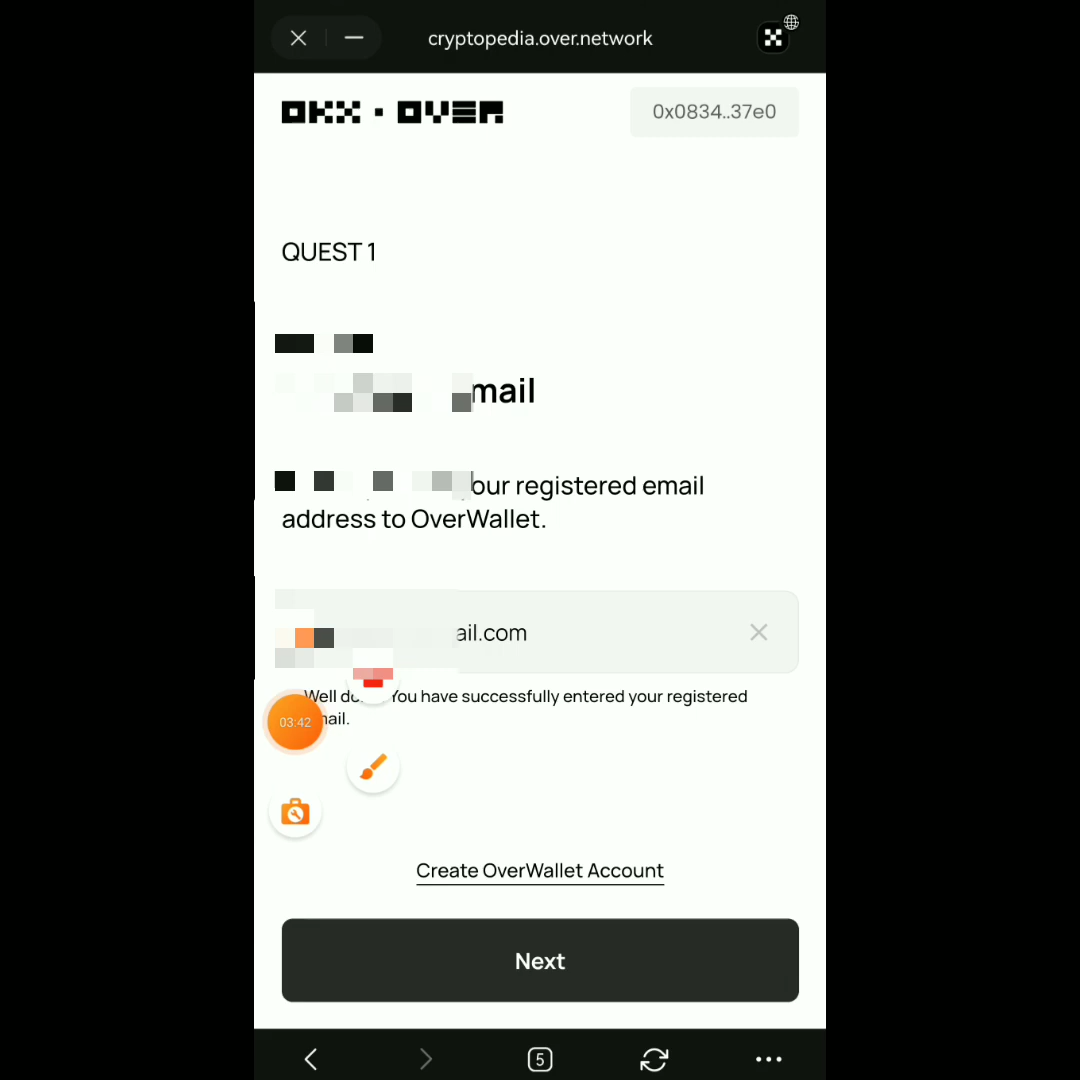 cryptopedia.over.network
OKX · OVER
0x0834..37e0
QUEST 1
mail
our registered email
address to OverWallet.
ail.com
Well do You have successfully entered your registered
ail.
03:42
Create OverWallet Account
Next
5